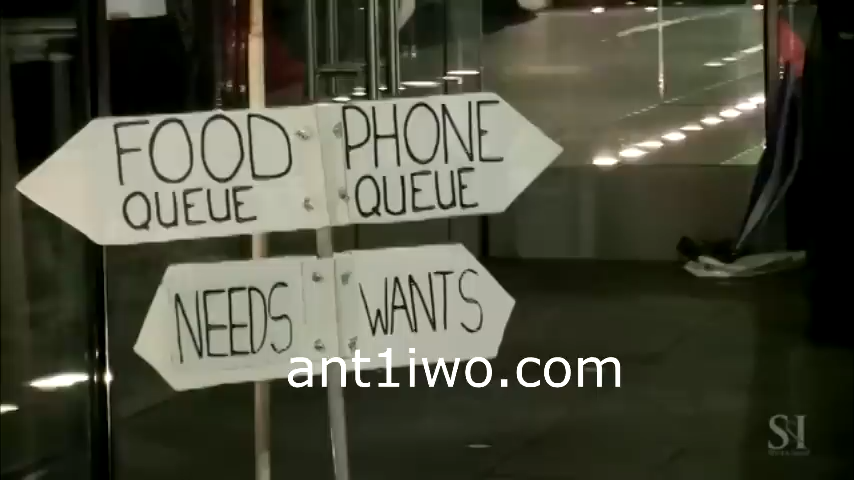 FOOD QUEUE
PHONE QUEUE
NEEDS
WANTS
ant1iwo.com
S&I